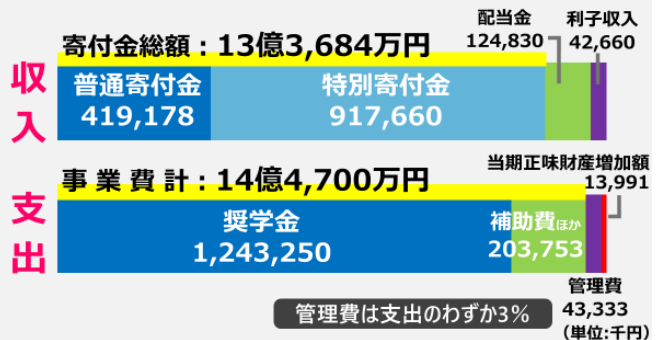 収入
寄付金総額：13億3,684万円
配当金
124,830
利子収入
42,660
普通寄付金
419,178
特別寄付金
917,660
支出
事業費計：14億4,700万円
当期正味財産増加額
13,991
奨学金
1,243,250
補助費ほか
203,753
管理費
43,333
管理費は支出のわずか3％
（単位:千円）